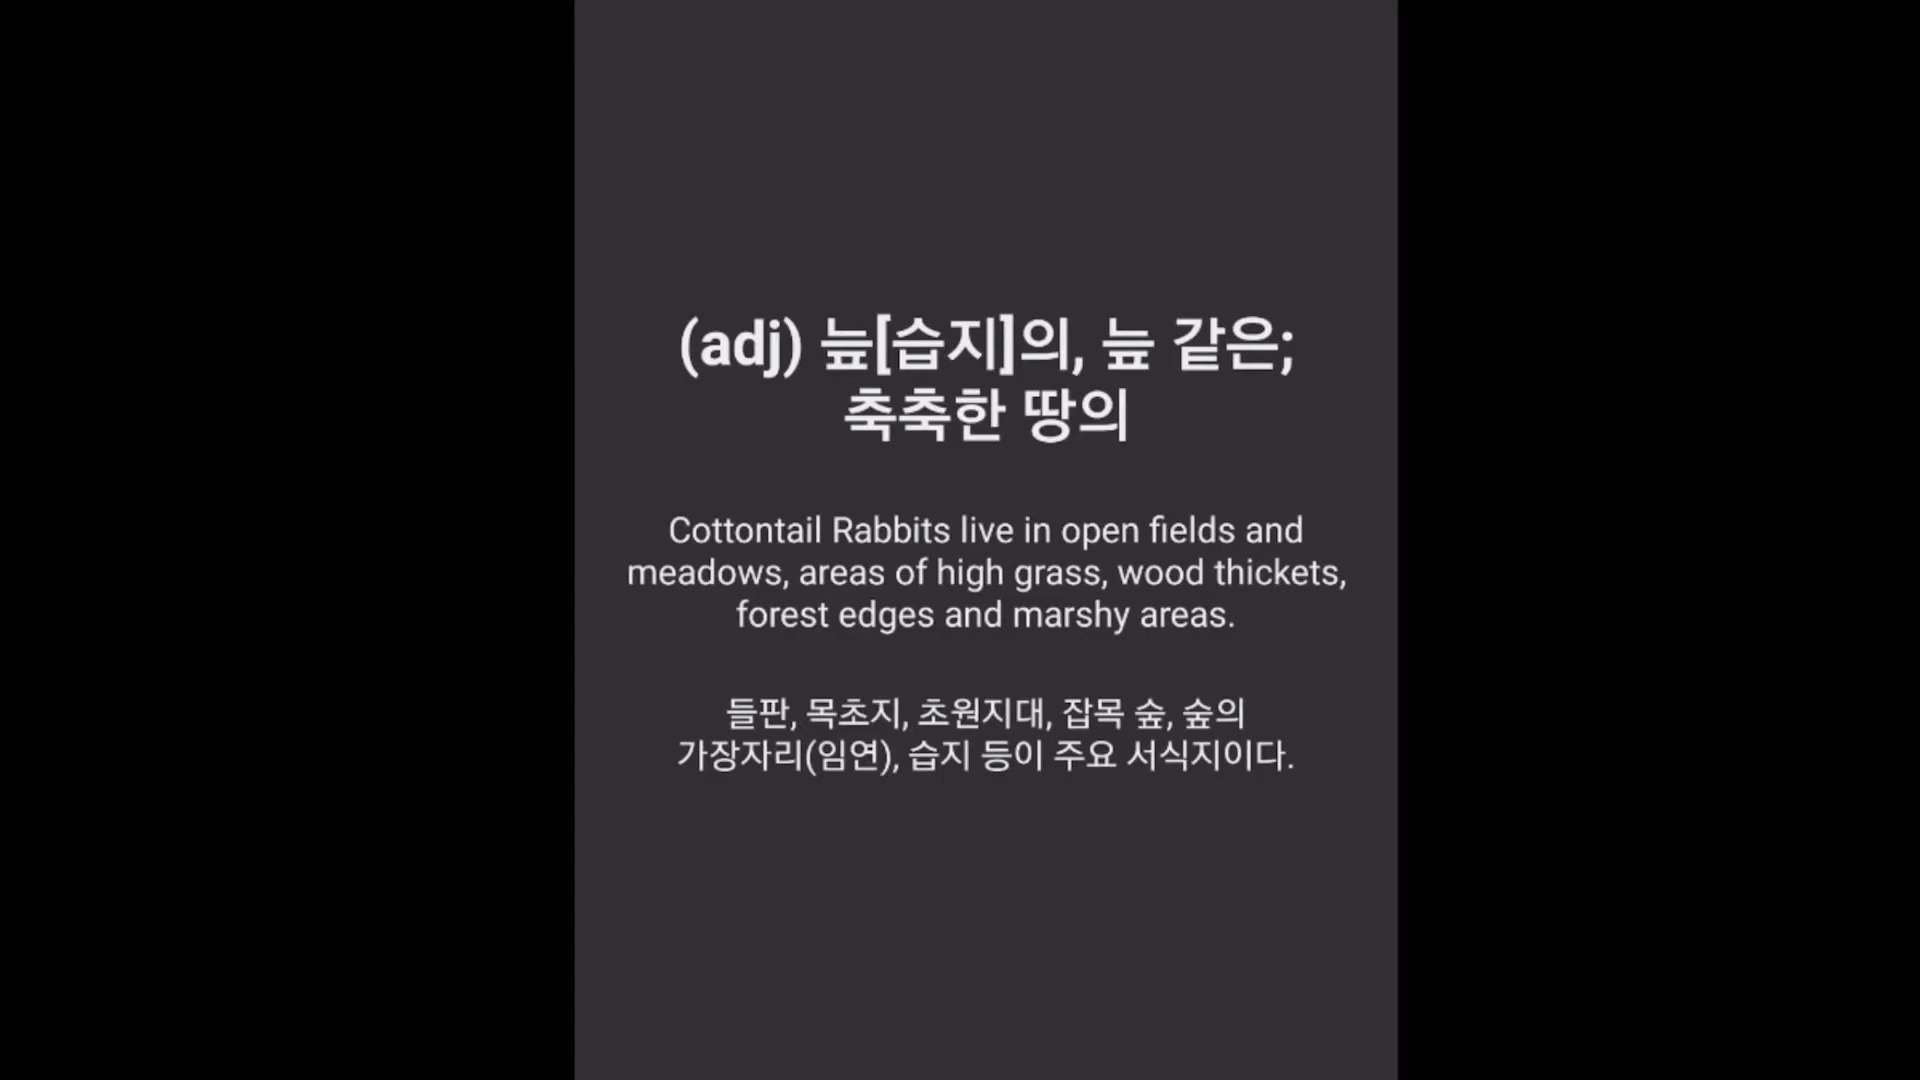 (adj) 늪[습지]의, 늪 같은;
축축한 땅의
Cottontail Rabbits live in open fields and
meadows, areas of high grass, wood thickets,
forest edges and marshy areas.
들판, 목초지, 초원지대, 잡목 숲, 숲의
가장자리(임연), 습지 등이 주요 서식지이다.